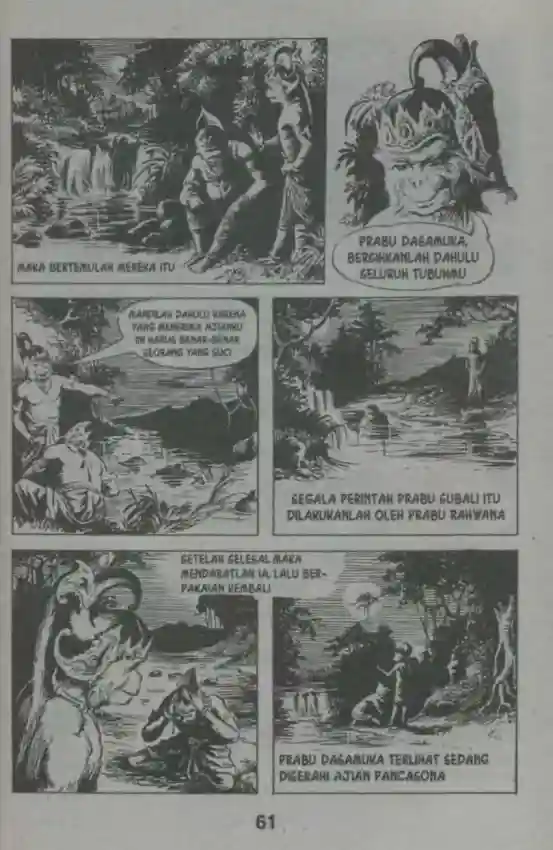 MAKA BERTEMULAH MEREKA ITU
PRABU DASAMUKA,
BERSIHKANLAH DAHULU
SELURUH TUBUHMU
MANDILAH DAHULU KARENA
YANG MENERIMA AJIANKU
INI HARUS BENAR-BENAR
SEORANG YANG SUCI
SEGALA PERINTAH PRABU SUBALI ITU
DILAKUKANLAH OLEH PRABU RAHWANA
SETELAH SELESAI MAKA
MENDARATLAH IA, LALU BER-
PAKAIAN KEMBALI
PRABU DASAMUKA TERLIHAT SEDANG
DISERAHI AJIAN PANCASONA
61